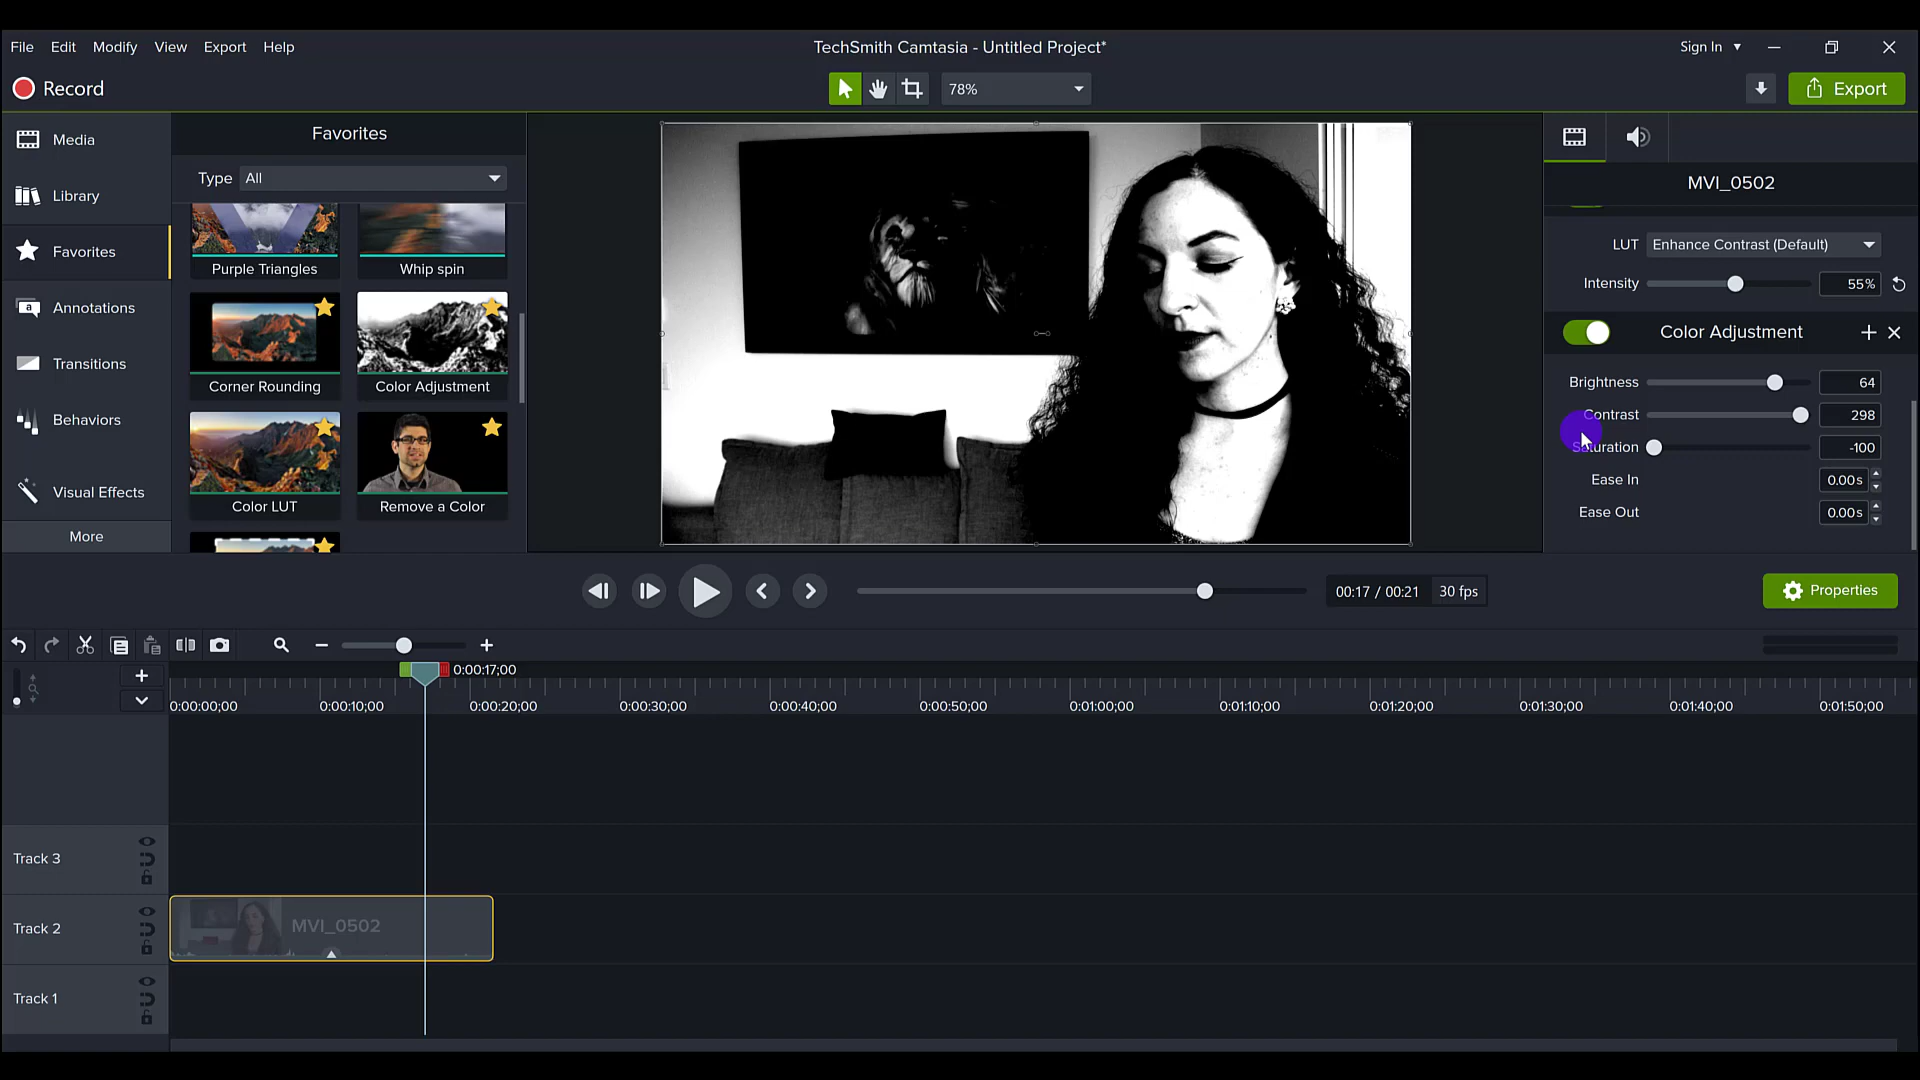 File Edit Modify View Export Help
TechSmith Camtasia - Untitled Project*
Sign In
Record
78%
Export
Media
Library
Favorites
Annotations
Transitions
Behaviors
Visual Effects
More
Favorites
Type All
Purple Triangles
Whip spin
Corner Rounding
Color Adjustment
Color LUT
Remove a Color
MVI_0502
LUT Enhance Contrast (Default)
Intensity 55%
Color Adjustment
Brightness 64
Contrast 298
Saturation -100
Ease In 0.00s
Ease Out 0.00s
00:17 / 00:21 30 fps
Properties
0:00:17;00
0:00:00;00 0:00:10;00 0:00:20;00 0:00:30;00 0:00:40;00 0:00:50;00 0:01:00;00 0:01:10;00 0:01:20;00 0:01:30;00 0:01:40;00 0:01:50;00
Track 3
Track 2
MVI_0502
Track 1